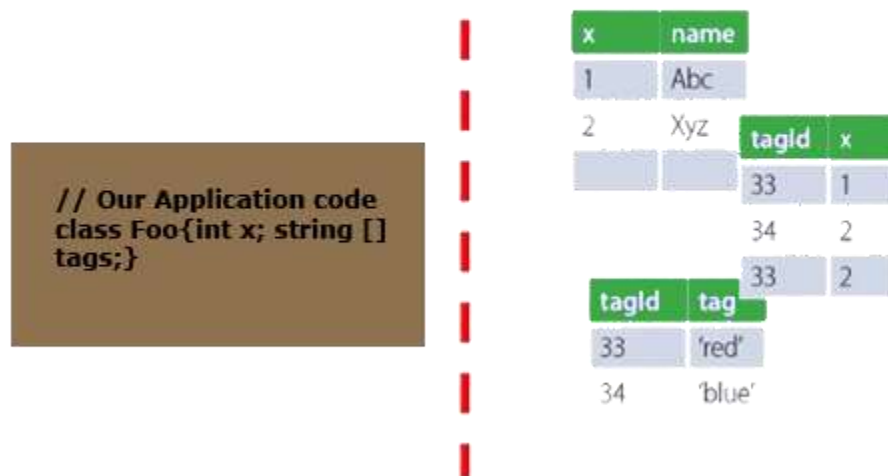 // Our Application code
class Foo{int x; string []
tags;}
x name
1 Abc
2 Xyz
tagId x
33 1
34 2
33 2
tagId tag
33 'red'
34 'blue'